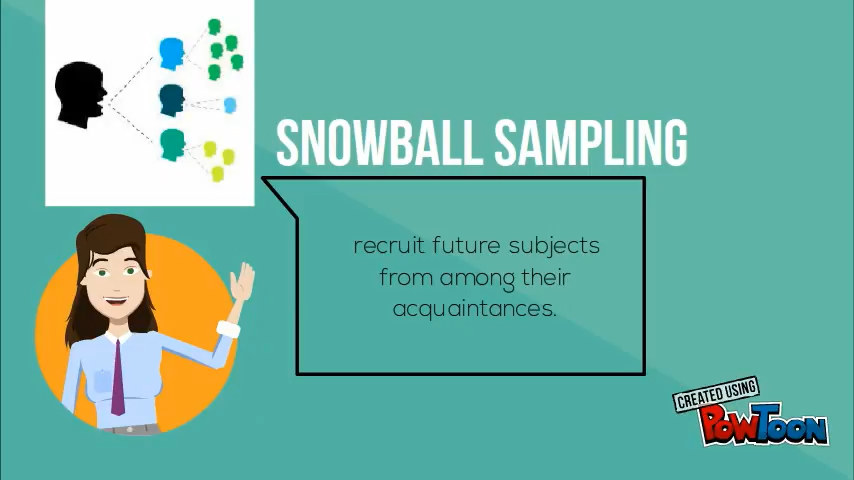 SNOWBALL SAMPLING
recruit future subjects
from among their
acquaintances.
CREATED USING
POWTOON